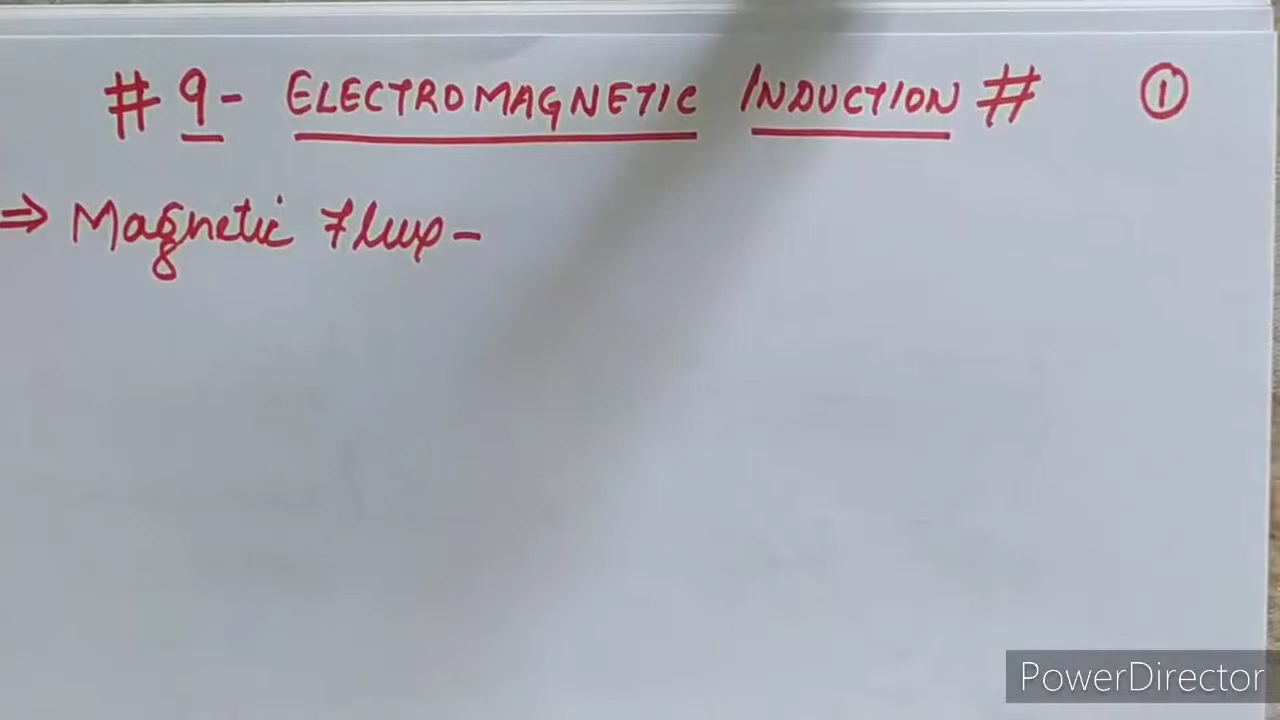 # 9- ELECTROMAGNETIC INDUCTION # ①
⇒ Magnetic Flux-
PowerDirector